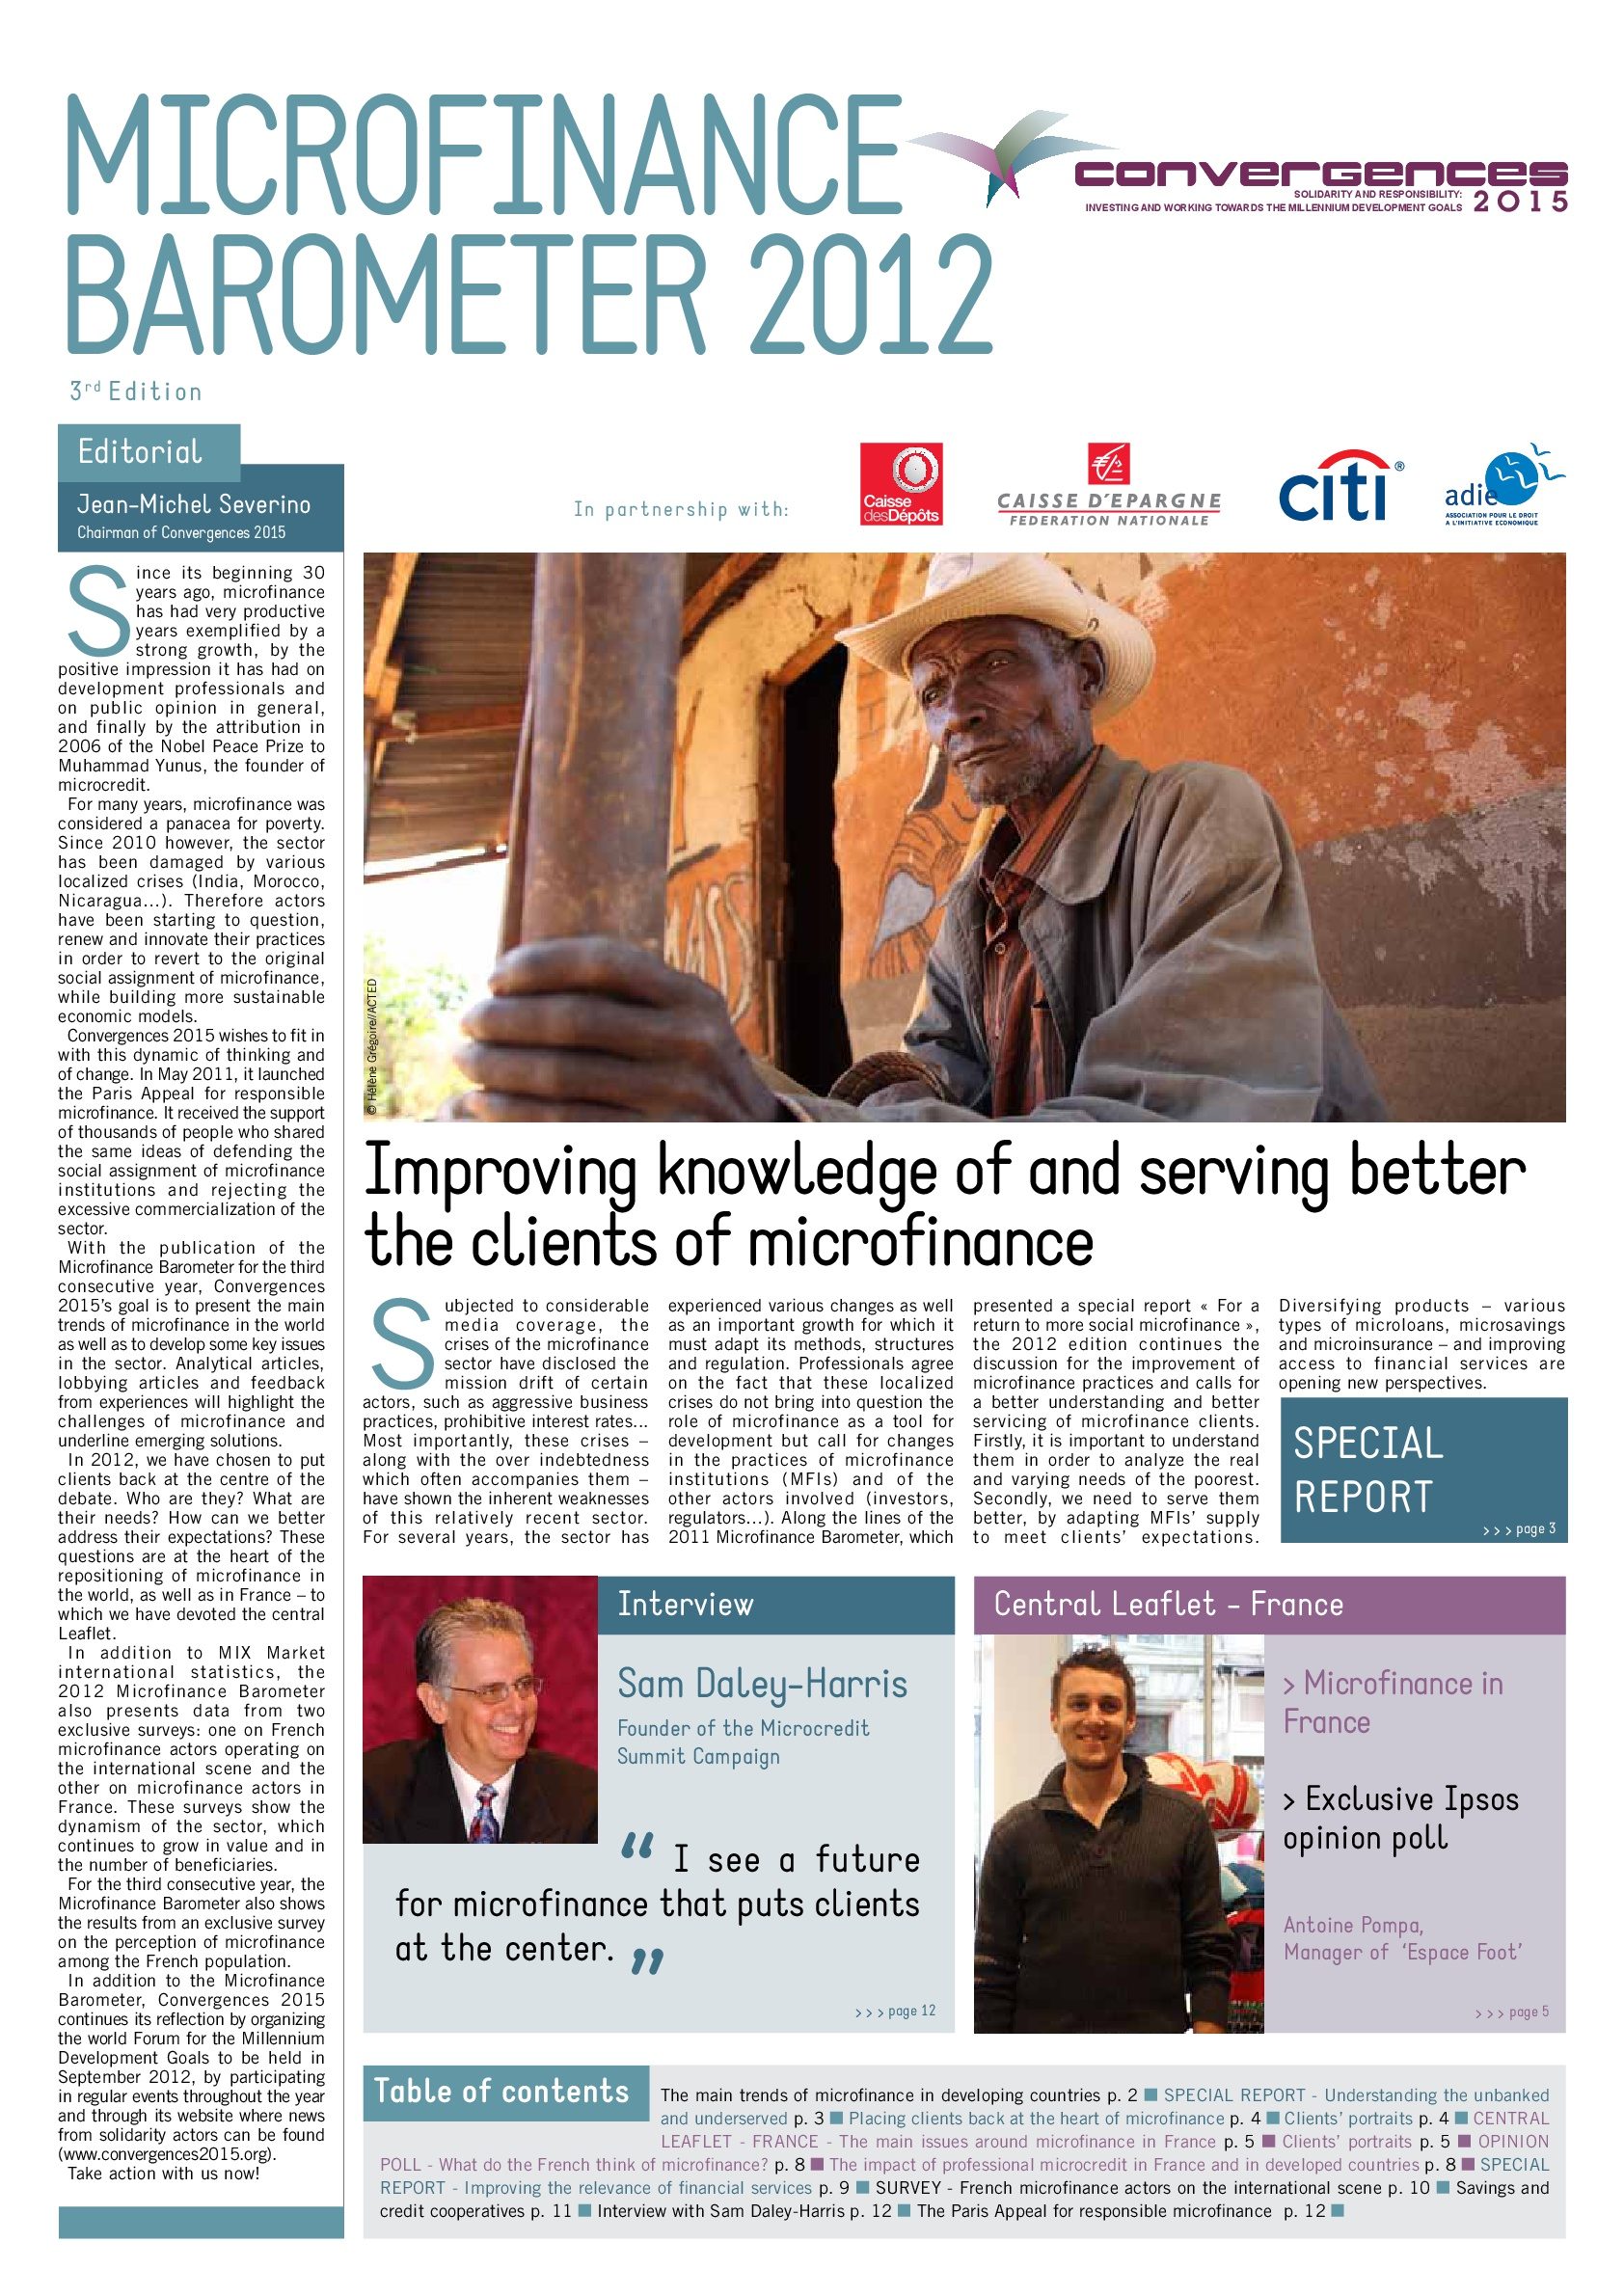 MICROFINANCE
BAROMETER 2012
convergences
SOLIDARITY AND RESPONSIBILITY:
INVESTING AND WORKING TOWARDS THE MILLENNIUM DEVELOPMENT GOALS
2015
3rd Edition
Editorial
Jean-Michel Severino
Chairman of Convergences 2015
In partnership with:
Caisse
desDépôts
CAISSE D'EPARGNE
FEDERATION NATIONALE
citi®
adie
ASSOCIATION POUR LE DROIT
A L'INITIATIVE ECONOMIQUE
Since its beginning 30
years ago, microfinance
has had very productive
years exemplified by a
strong growth, by the
positive impression it has had on
development professionals and
on public opinion in general,
and finally by the attribution in
2006 of the Nobel Peace Prize to
Muhammad Yunus, the founder of
microcredit.
For many years, microfinance was
considered a panacea for poverty.
Since 2010 however, the sector
has been damaged by various
localized crises (India, Morocco,
Nicaragua...). Therefore actors
have been starting to question,
renew and innovate their practices
in order to revert to the original
social assignment of microfinance,
while building more sustainable
economic models.
Convergences 2015 wishes to fit in
with this dynamic of thinking and
of change. In May 2011, it launched
the Paris Appeal for responsible
microfinance. It received the support
of thousands of people who shared
the same ideas of defending the
social assignment of microfinance
institutions and rejecting the
excessive commercialization of the
sector.
With the publication of the
Microfinance Barometer for the third
consecutive year, Convergences
2015's goal is to present the main
trends of microfinance in the world
as well as to develop some key issues
in the sector. Analytical articles,
lobbying articles and feedback
from experiences will highlight the
challenges of microfinance and
underline emerging solutions.
In 2012, we have chosen to put
clients back at the centre of the
debate. Who are they? What are
their needs? How can we better
address their expectations? These
questions are at the heart of the
repositioning of microfinance in
the world, as well as in France – to
which we have devoted the central
Leaflet.
In addition to MIX Market
international statistics, the
2012 Microfinance Barometer
also presents data from two
exclusive surveys: one on French
microfinance actors operating on
the international scene and the
other on microfinance actors in
France. These surveys show the
dynamism of the sector, which
continues to grow in value and in
the number of beneficiaries.
For the third consecutive year, the
Microfinance Barometer also shows
the results from an exclusive survey
on the perception of microfinance
among the French population.
In addition to the Microfinance
Barometer, Convergences 2015
continues its reflection by organizing
the world Forum for the Millennium
Development Goals to be held in
September 2012, by participating
in regular events throughout the year
and through its website where news
from solidarity actors can be found
(www.convergences2015.org).
Take action with us now!
© Hélène Grégoire//ACTED
Improving knowledge of and serving better
the clients of microfinance
Subjected to considerable
media coverage, the
crises of the microfinance
sector have disclosed the
mission drift of certain
actors, such as aggressive business
practices, prohibitive interest rates...
Most importantly, these crises –
along with the over indebtedness
which often accompanies them –
have shown the inherent weaknesses
of this relatively recent sector.
For several years, the sector has
experienced various changes as well
as an important growth for which it
must adapt its methods, structures
and regulation. Professionals agree
on the fact that these localized
crises do not bring into question the
role of microfinance as a tool for
development but call for changes
in the practices of microfinance
institutions (MFIs) and of the
other actors involved (investors,
regulators...). Along the lines of the
2011 Microfinance Barometer, which
presented a special report « For a
return to more social microfinance »,
the 2012 edition continues the
discussion for the improvement of
microfinance practices and calls for
a better understanding and better
servicing of microfinance clients.
Firstly, it is important to understand
them in order to analyze the real
and varying needs of the poorest.
Secondly, we need to serve them
better, by adapting MFIs' supply
to meet clients' expectations.
Diversifying products – various
types of microloans, microsavings
and microinsurance – and improving
access to financial services are
opening new perspectives.
SPECIAL
REPORT
>>> page 3
Interview
Sam Daley-Harris
Founder of the Microcredit
Summit Campaign
“ I see a future
for microfinance that puts clients
at the center. ”
>>> page 12
Central Leaflet - France
> Microfinance in
France
> Exclusive Ipsos
opinion poll
Antoine Pompa,
Manager of 'Espace Foot'
>>> page 5
Table of contents
The main trends of microfinance in developing countries p. 2 ■ SPECIAL REPORT - Understanding the unbanked
and underserved p. 3 ■ Placing clients back at the heart of microfinance p. 4 ■ Clients' portraits p. 4 ■ CENTRAL
LEAFLET - FRANCE - The main issues around microfinance in France p. 5 ■ Clients' portraits p. 5 ■ OPINION
POLL - What do the French think of microfinance? p. 8 ■ The impact of professional microcredit in France and in developed countries p. 8 ■ SPECIAL
REPORT - Improving the relevance of financial services p. 9 ■ SURVEY - French microfinance actors on the international scene p. 10 ■ Savings and
credit cooperatives p. 11 ■ Interview with Sam Daley-Harris p. 12 ■ The Paris Appeal for responsible microfinance p. 12 ■